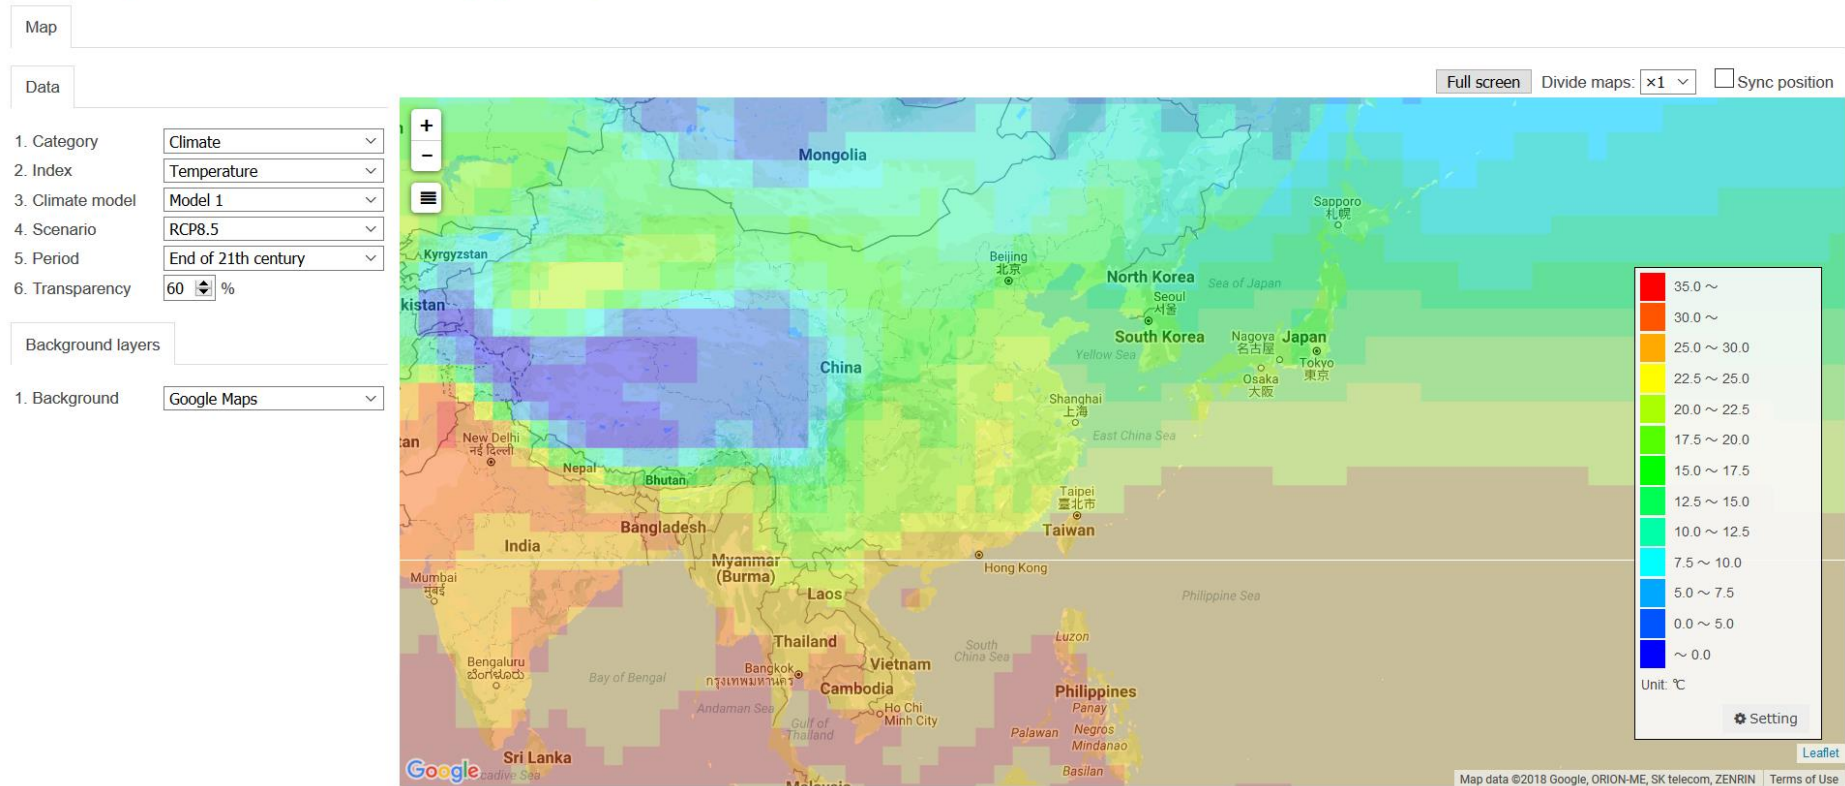 Map
Data
Full screen
Divide maps:
×1
Sync position
1. Category
Climate
2. Index
Temperature
3. Climate model
Model 1
4. Scenario
RCP8.5
5. Period
End of 21th century
6. Transparency
60
%
Background layers
1. Background
Google Maps
+
−
Mongolia
Sapporo
札幌
Kyrgyzstan
Beijing
北京
North Korea
Sea of Japan
kistan
Seoul
서울
South Korea
Nagoya
名古屋
Japan
Yellow Sea
Tokyo
東京
China
Osaka
大阪
Shanghai
上海
tan
New Delhi
नई दिल्ली
East China Sea
Nepal
Bhutan
Taipei
臺北市
Bangladesh
Taiwan
India
Myanmar
(Burma)
Hong Kong
Mumbai
मुंबई
Laos
Philippine Sea
Thailand
South
China Sea
Luzon
Bengaluru
ಬೆಂಗಳೂರು
Bay of Bengal
Bangkok
กรุงเทพมหานคร
Vietnam
Cambodia
Philippines
Panay
Andaman Sea
Gulf of
Thailand
Ho Chi
Minh City
Palawan
Negros
Mindanao
Sri Lanka
Basilan
Google
cadive Sea
Malaysia
35.0 ～
30.0 ～
25.0 ～ 30.0
22.5 ～ 25.0
20.0 ～ 22.5
17.5 ～ 20.0
15.0 ～ 17.5
12.5 ～ 15.0
10.0 ～ 12.5
7.5 ～ 10.0
5.0 ～ 7.5
0.0 ～ 5.0
～ 0.0
Unit: ℃
Setting
Leaflet
Map data ©2018 Google, ORION-ME, SK telecom, ZENRIN
Terms of Use